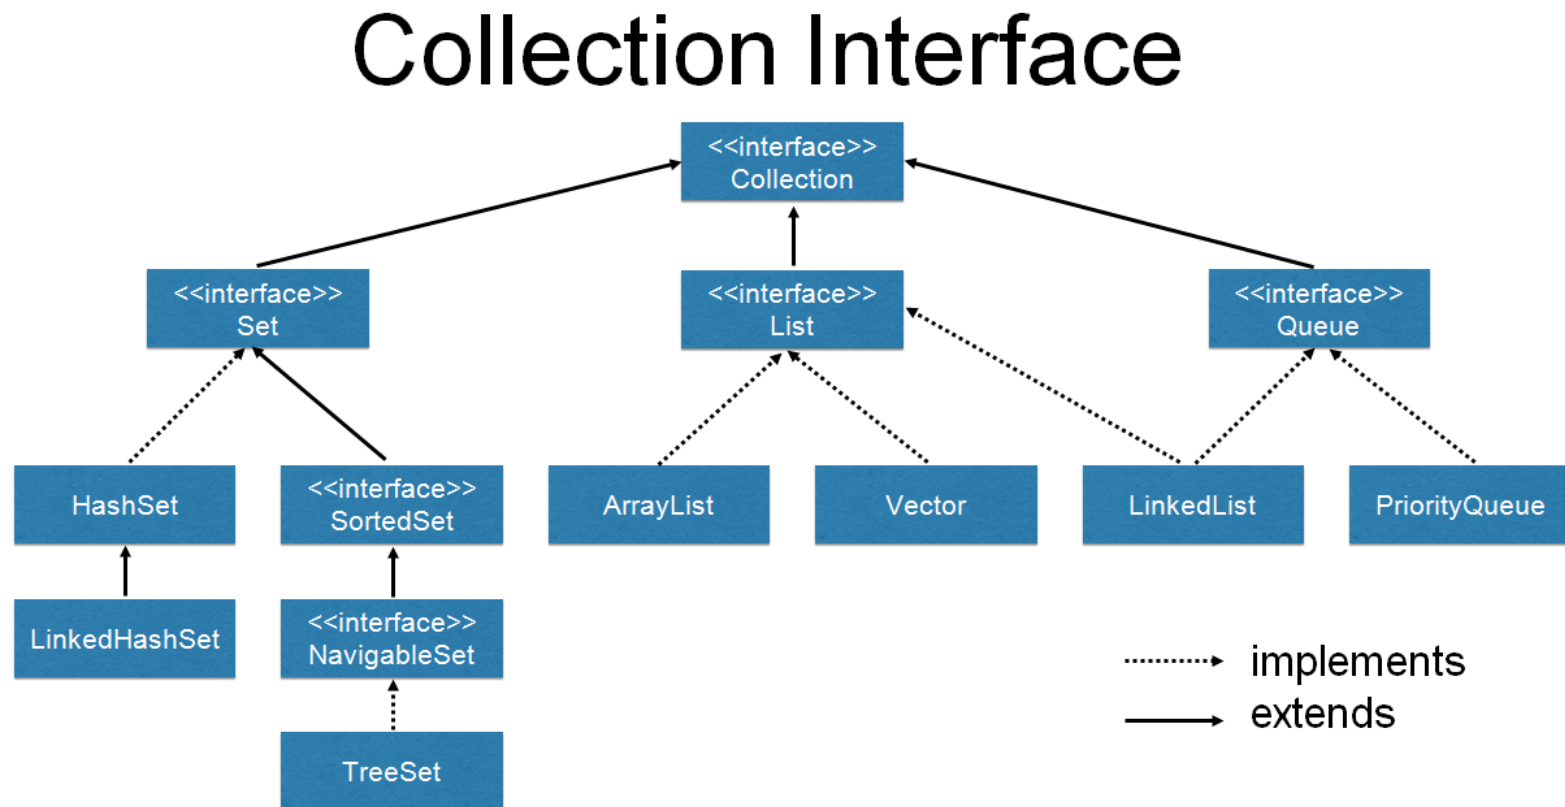 Collection Interface
<<interface>>
Collection
<<interface>>
Set
<<interface>>
List
<<interface>>
Queue
HashSet
<<interface>>
SortedSet
ArrayList
Vector
LinkedList
PriorityQueue
LinkedHashSet
<<interface>>
NavigableSet
implements
extends
TreeSet